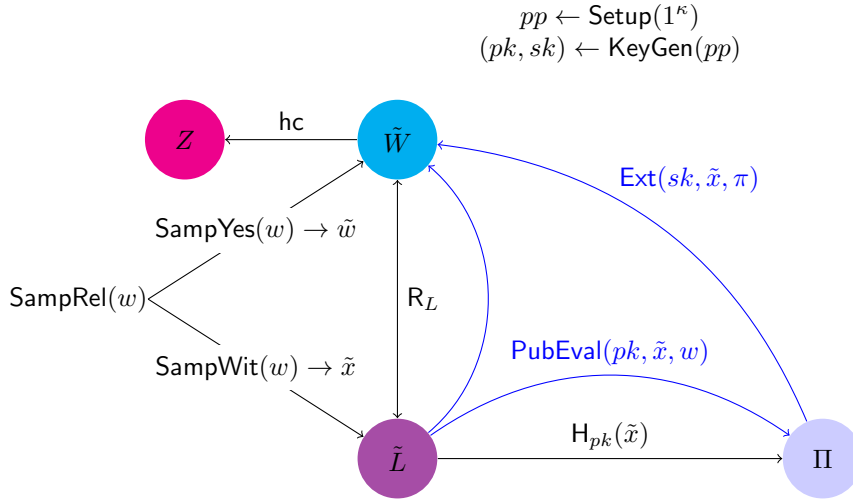 pp ← Setup(1^κ)
(pk, sk) ← KeyGen(pp)
Z
hc
W̃
Ext(sk, x̃, π)
SampYes(w) → w̃
SampRel(w)
R_L
SampWit(w) → x̃
PubEval(pk, x̃, w)
L̃
H_pk(x̃)
Π